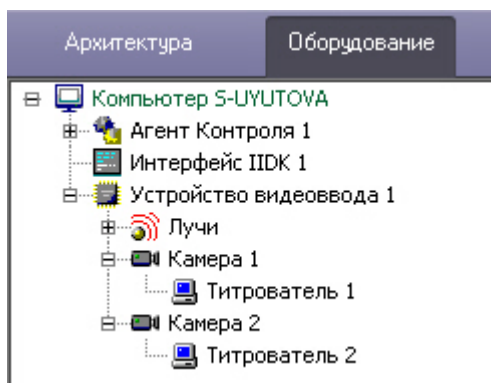 Архитектура Оборудование
Компьютер S-UYUTOVA
Агент Контроля 1
Интерфейс IIDK 1
Устройство видеоввода 1
Лучи
Камера 1
Титрователь 1
Камера 2
Титрователь 2